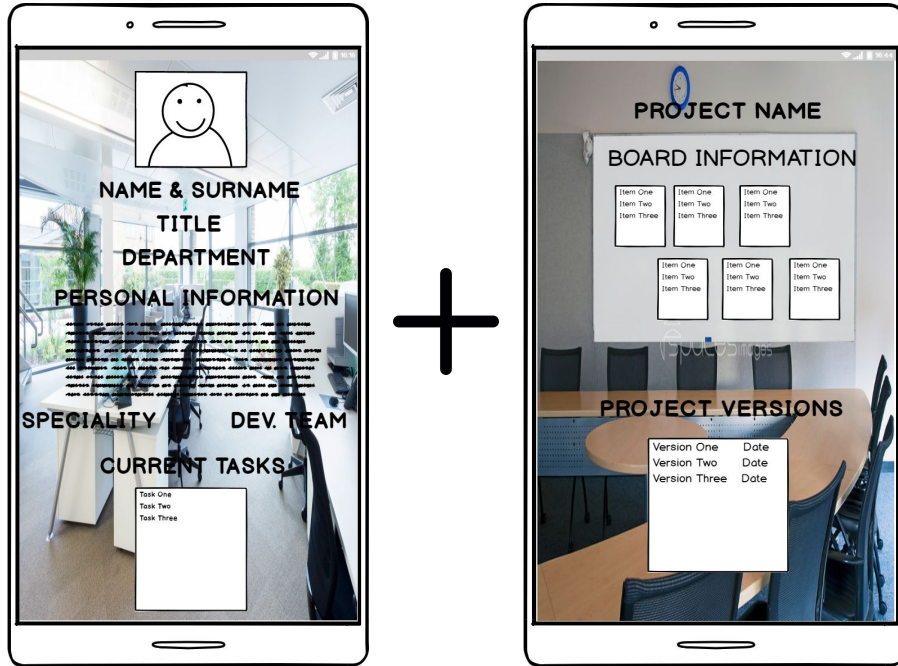 NAME & SURNAME
TITLE
DEPARTMENT
PERSONAL INFORMATION
SPECIALITY DEV. TEAM
CURRENT TASKS
Task One
Task Two
Task Three
16:44
PROJECT NAME
BOARD INFORMATION
Item One Item One Item One
Item Two Item Two Item Two
Item Three Item Three Item Three
Item One Item One Item One
Item Two Item Two Item Two
Item Three Item Three Item Three
PROJECT VERSIONS
Version One Date
Version Two Date
Version Three Date